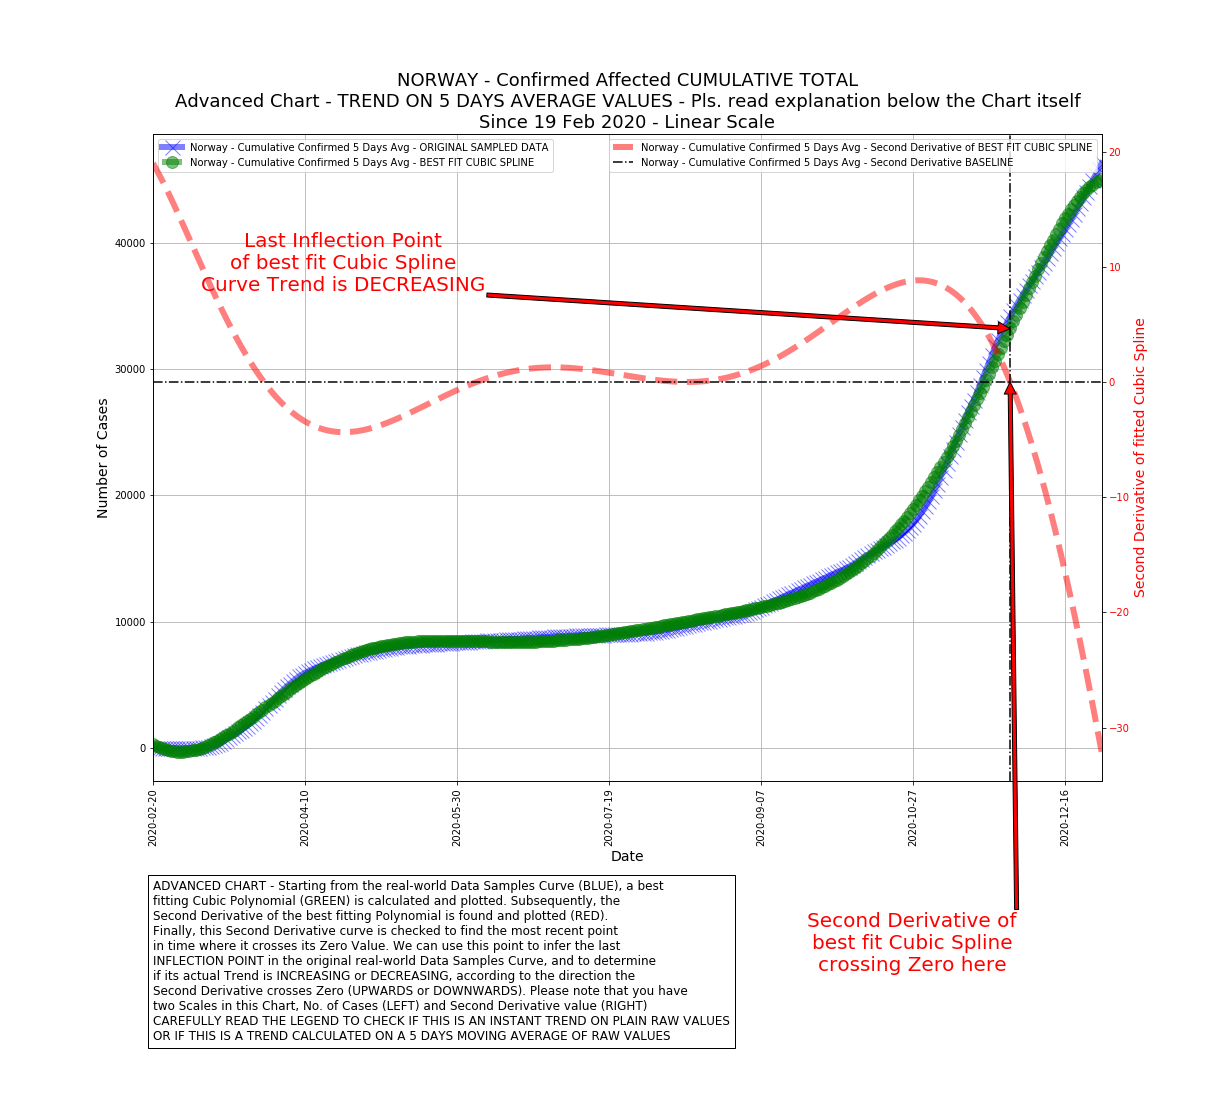 NORWAY - Confirmed Affected CUMULATIVE TOTAL
Advanced Chart - TREND ON 5 DAYS AVERAGE VALUES - Pls. read explanation below the Chart itself
Since 19 Feb 2020 - Linear Scale
Norway - Cumulative Confirmed 5 Days Avg - ORIGINAL SAMPLED DATA
Norway - Cumulative Confirmed 5 Days Avg - BEST FIT CUBIC SPLINE
Norway - Cumulative Confirmed 5 Days Avg - Second Derivative of BEST FIT CUBIC SPLINE
Norway - Cumulative Confirmed 5 Days Avg - Second Derivative BASELINE
Last Inflection Point
of best fit Cubic Spline
Curve Trend is DECREASING
Number of Cases
40000
30000
20000
10000
0
20
10
0
−10
−20
−30
Second Derivative of fitted Cubic Spline
2020-02-20
2020-04-10
2020-05-30
2020-07-19
2020-09-07
2020-10-27
2020-12-16
Date
ADVANCED CHART - Starting from the real-world Data Samples Curve (BLUE), a best
fitting Cubic Polynomial (GREEN) is calculated and plotted. Subsequently, the
Second Derivative of the best fitting Polynomial is found and plotted (RED).
Finally, this Second Derivative curve is checked to find the most recent point
in time where it crosses its Zero Value. We can use this point to infer the last
INFLECTION POINT in the original real-world Data Samples Curve, and to determine
if its actual Trend is INCREASING or DECREASING, according to the direction the
Second Derivative crosses Zero (UPWARDS or DOWNWARDS). Please note that you have
two Scales in this Chart, No. of Cases (LEFT) and Second Derivative value (RIGHT)
CAREFULLY READ THE LEGEND TO CHECK IF THIS IS AN INSTANT TREND ON PLAIN RAW VALUES
OR IF THIS IS A TREND CALCULATED ON A 5 DAYS MOVING AVERAGE OF RAW VALUES
Second Derivative of
best fit Cubic Spline
crossing Zero here